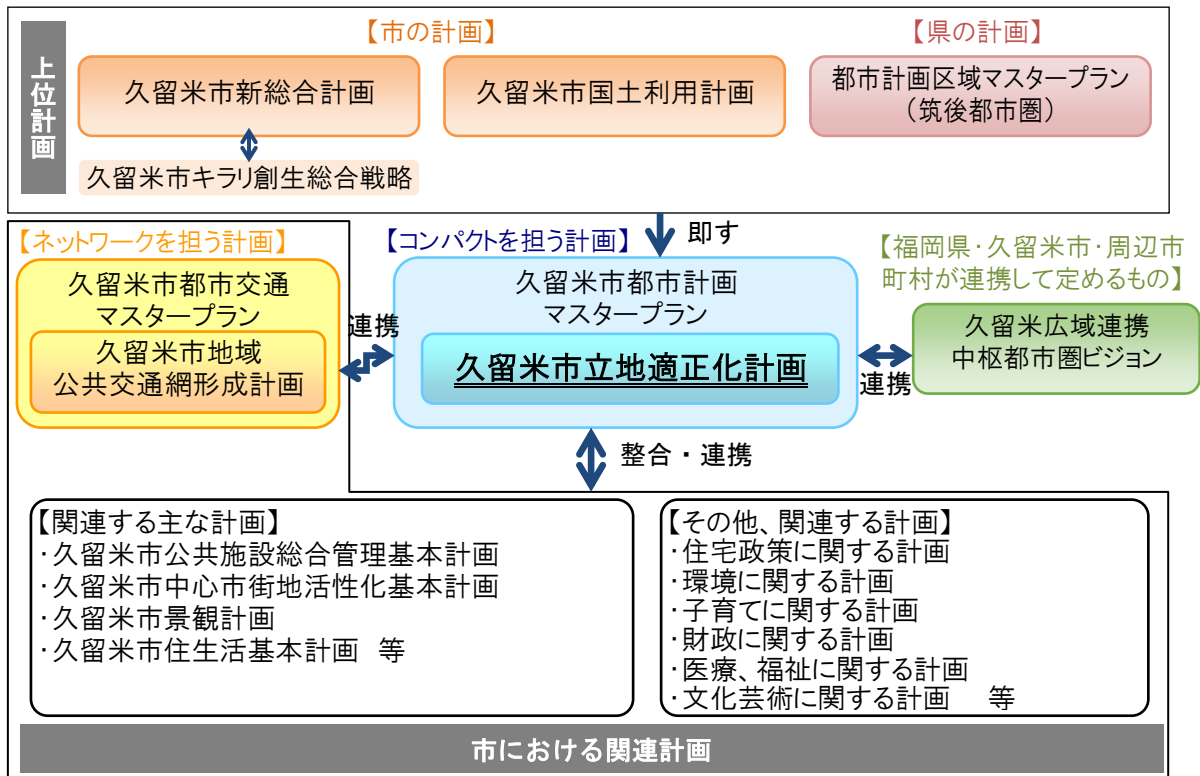 上位計画
【市の計画】
【県の計画】
久留米市新総合計画
久留米市国土利用計画
都市計画区域マスタープラン
（筑後都市圏）
久留米市キラリ創生総合戦略
即す
【ネットワークを担う計画】
久留米市都市交通
マスタープラン
久留米市地域
公共交通網形成計画
連携
【コンパクトを担う計画】
久留米市都市計画
マスタープラン
久留米市立地適正化計画
連携
【福岡県・久留米市・周辺市
町村が連携して定めるもの】
久留米広域連携
中枢都市圏ビジョン
整合・連携
【関連する主な計画】
・久留米市公共施設総合管理基本計画
・久留米市中心市街地活性化基本計画
・久留米市景観計画
・久留米市住生活基本計画　等
【その他、関連する計画】
・住宅政策に関する計画
・環境に関する計画
・子育てに関する計画
・財政に関する計画
・医療、福祉に関する計画
・文化芸術に関する計画　等
市における関連計画